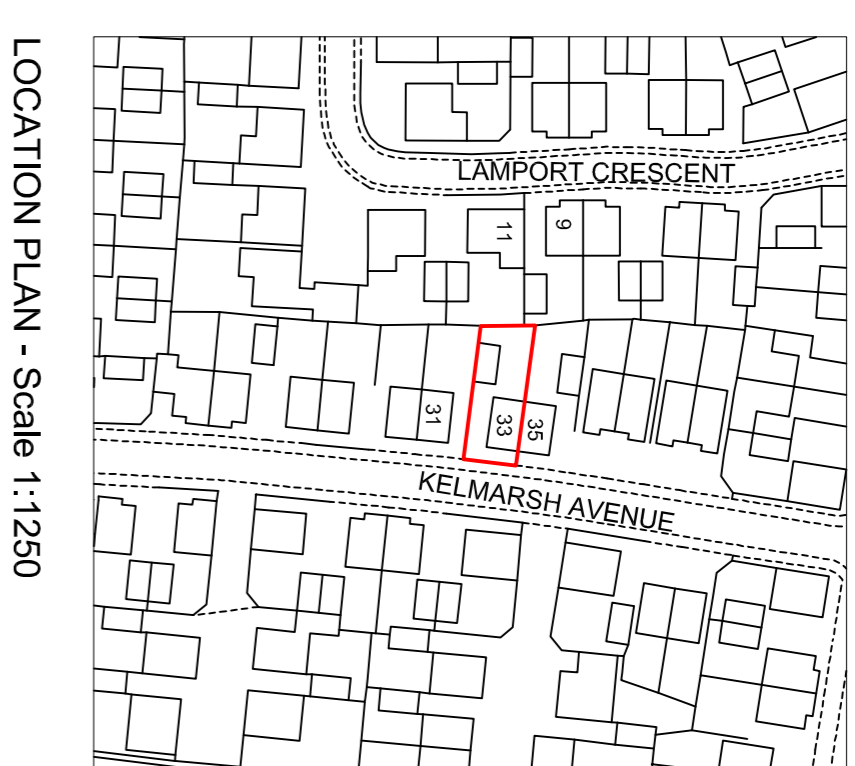 LOCATION PLAN - Scale 1:1250
LAMPORT CRESCENT
11
9
31
33
35
KELMARSH AVENUE